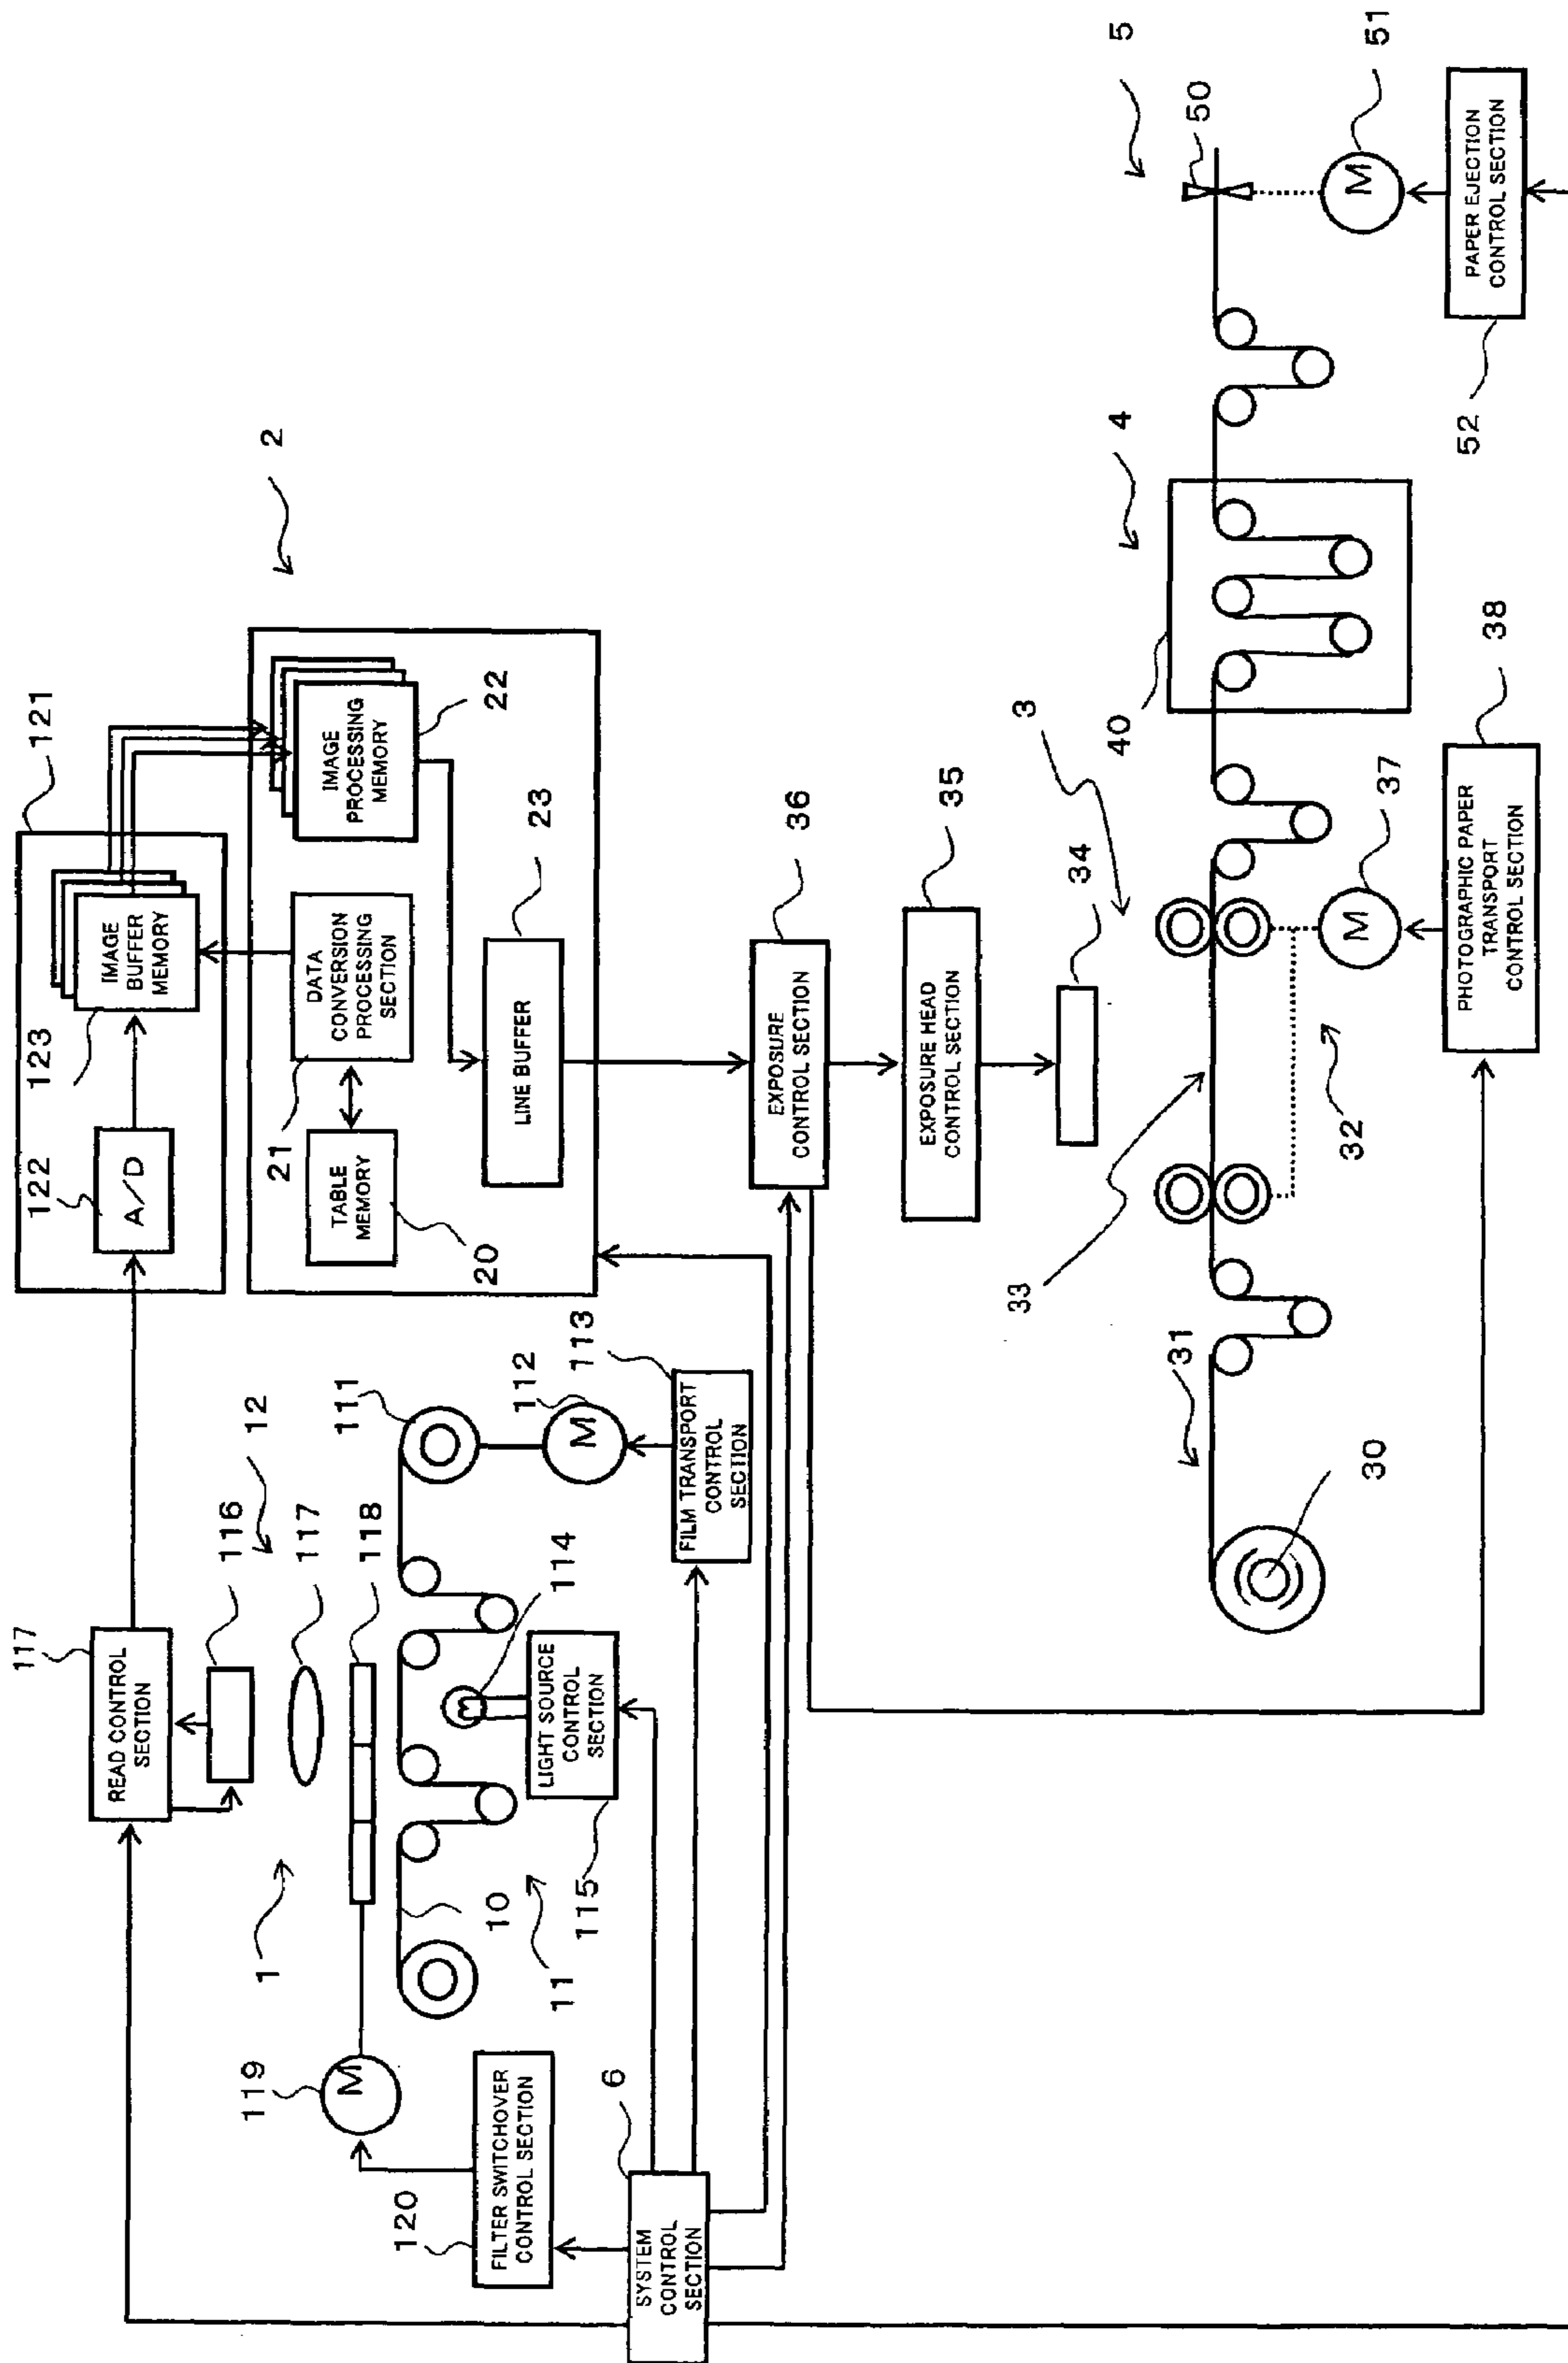 121
122
A/D
123
IMAGE
BUFFER
MEMORY
2
IMAGE
PROCESSING
MEMORY
22
DATA
CONVERSION
PROCESSING
SECTION
21
TABLE
MEMORY
20
LINE BUFFER
23
117
READ CONTROL
SECTION
116
12
117
118
1
111
112
M
113
FILM TRANSPORT
CONTROL
SECTION
114
LIGHT SOURCE
CONTROL
SECTION
115
10
11
119
M
120
FILTER SWITCHOVER
CONTROL SECTION
6
SYSTEM
CONTROL
SECTION
EXPOSURE
CONTROL SECTION
36
EXPOSURE HEAD
CONTROL SECTION
35
34
3
33
31
30
32
M
37
PHOTOGRAPHIC PAPER
TRANSPORT
CONTROL SECTION
38
40
4
5
50
M
51
PAPER EJECTION
CONTROL SECTION
52